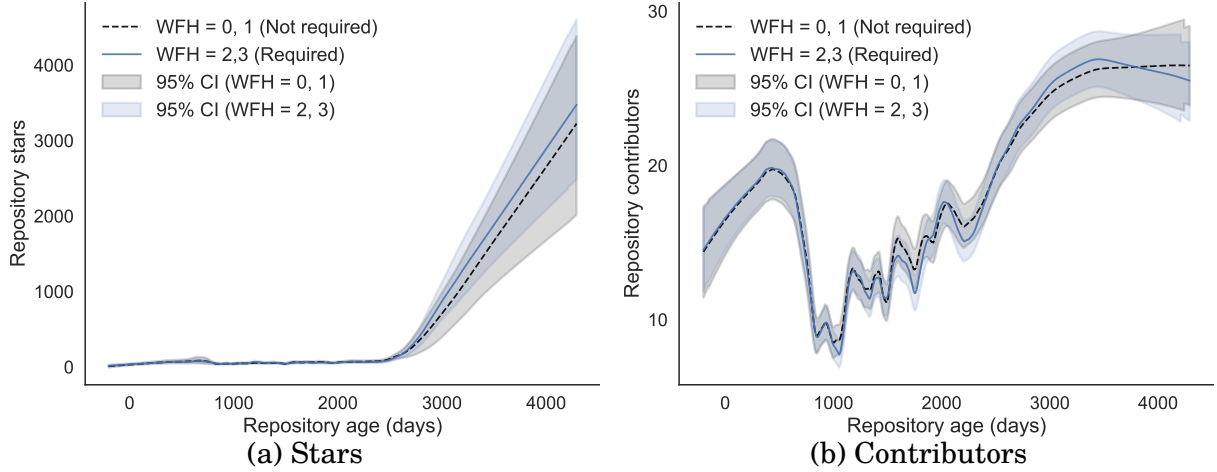 WFH = 0, 1 (Not required)
WFH = 2,3 (Required)
95% CI (WFH = 0, 1)
95% CI (WFH = 2, 3)
Repository stars
4000
3000
2000
1000
0
0 1000 2000 3000 4000
Repository age (days)
(a) Stars
WFH = 0, 1 (Not required)
WFH = 2,3 (Required)
95% CI (WFH = 0, 1)
95% CI (WFH = 2, 3)
Repository contributors
30
20
10
0 1000 2000 3000 4000
Repository age (days)
(b) Contributors